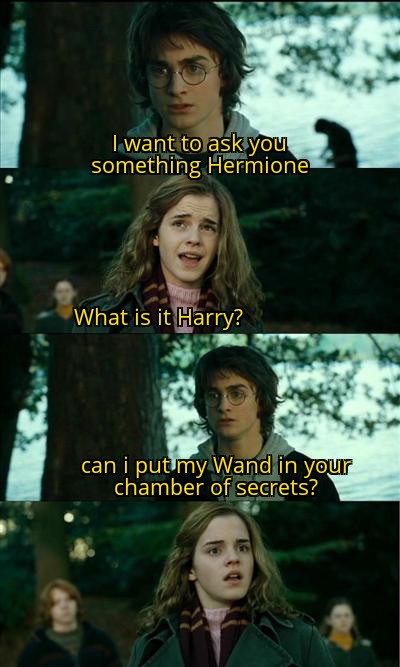 I want to ask you
something Hermione
What is it Harry?
can i put my Wand in your
chamber of secrets?